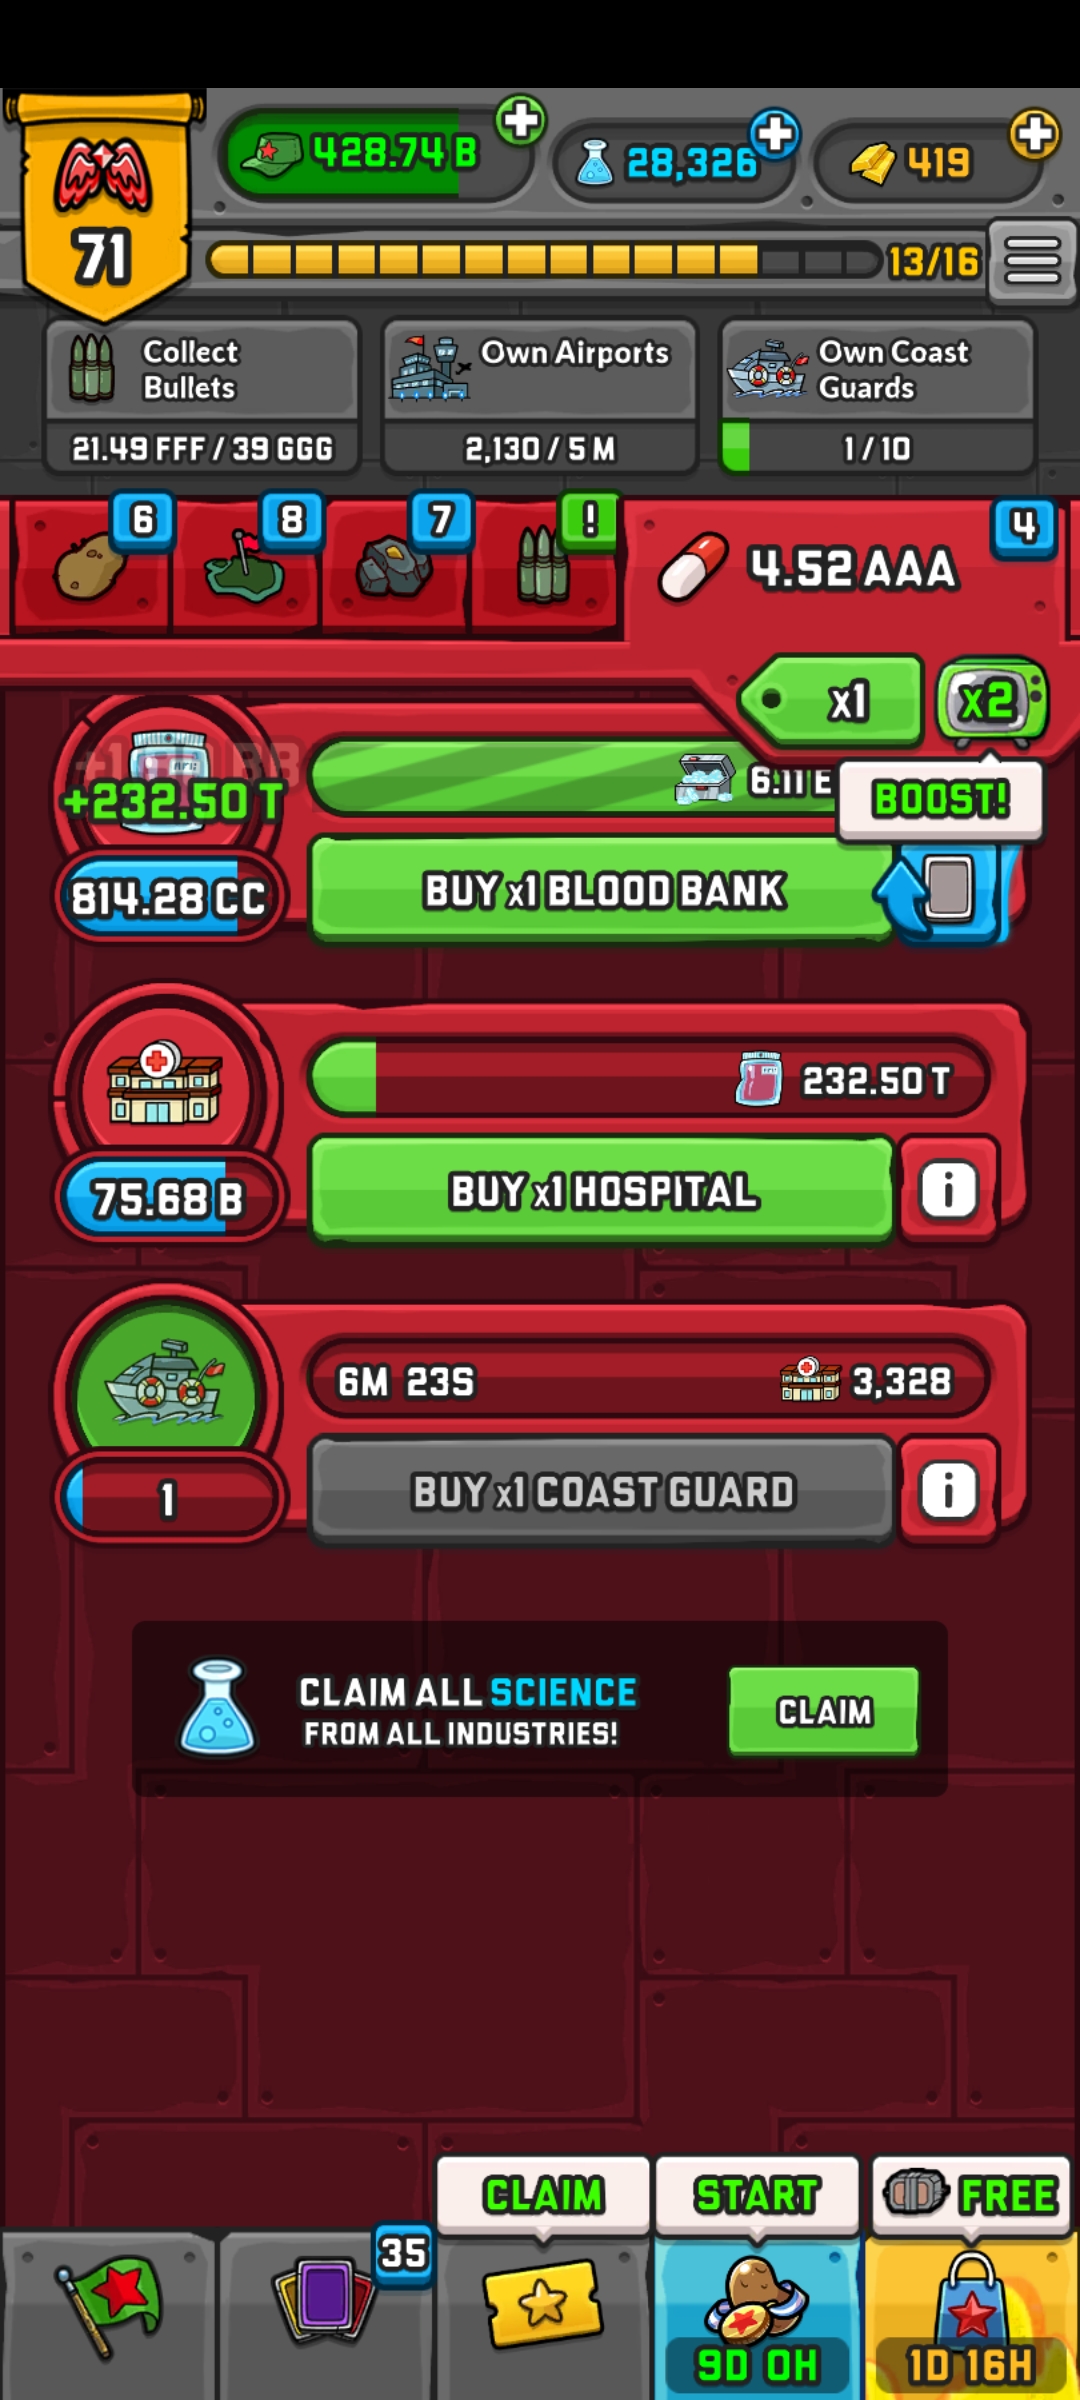 71
428.74 B
28,326
419
13/16
Collect
Bullets
21.49 FFF / 39 GGG
Own Airports
2,130 / 5 M
Own Coast
Guards
1 / 10
6
8
7
!
4.52 AAA
4
x1
x2
BOOST!
+232.50 T
6.11 E
814.28 CC
BUY x1 BLOOD BANK
232.50 T
75.68 B
BUY x1 HOSPITAL
i
6M 23S
3,328
1
BUY x1 COAST GUARD
i
CLAIM ALL SCIENCE
FROM ALL INDUSTRIES!
CLAIM
CLAIM
START
FREE
35
9D 0H
1D 16H